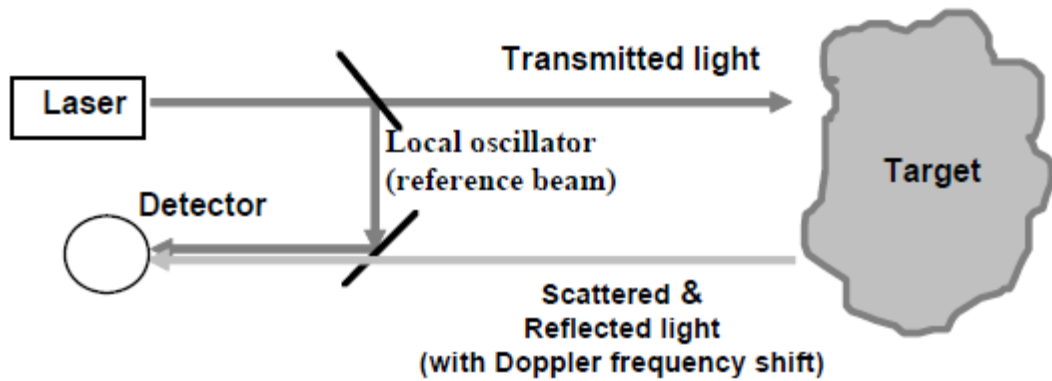 Transmitted light
Laser
Local oscillator
(reference beam)
Target
Detector
Scattered &
Reflected light
(with Doppler frequency shift)